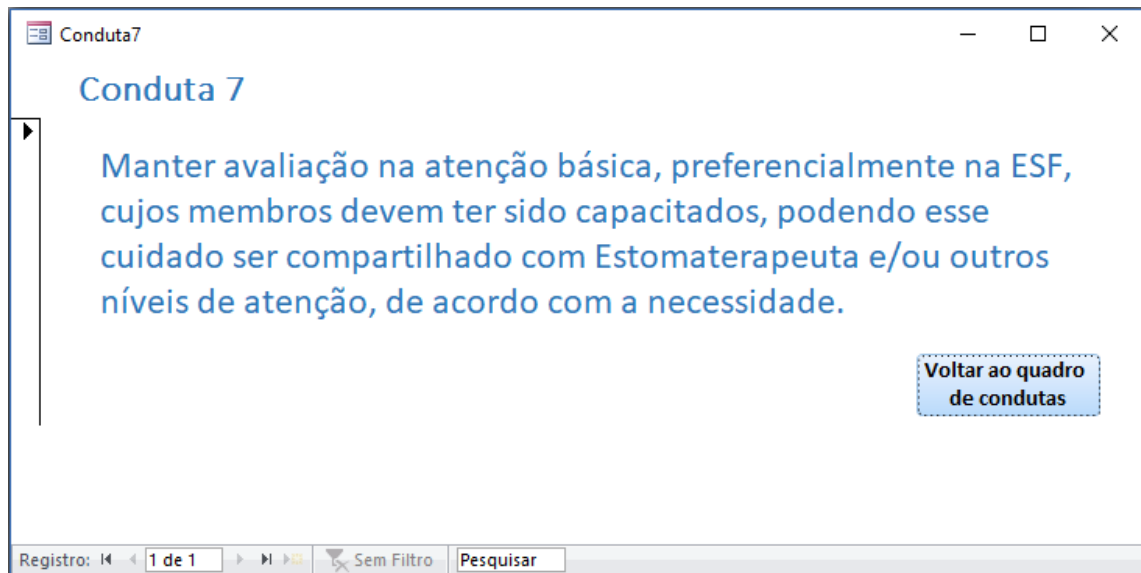 Conduta7
Conduta 7
Manter avaliação na atenção básica, preferencialmente na ESF,
cujos membros devem ter sido capacitados, podendo esse
cuidado ser compartilhado com Estomaterapeuta e/ou outros
níveis de atenção, de acordo com a necessidade.
Voltar ao quadro
de condutas
Registro: 1 de 1 Sem Filtro Pesquisar